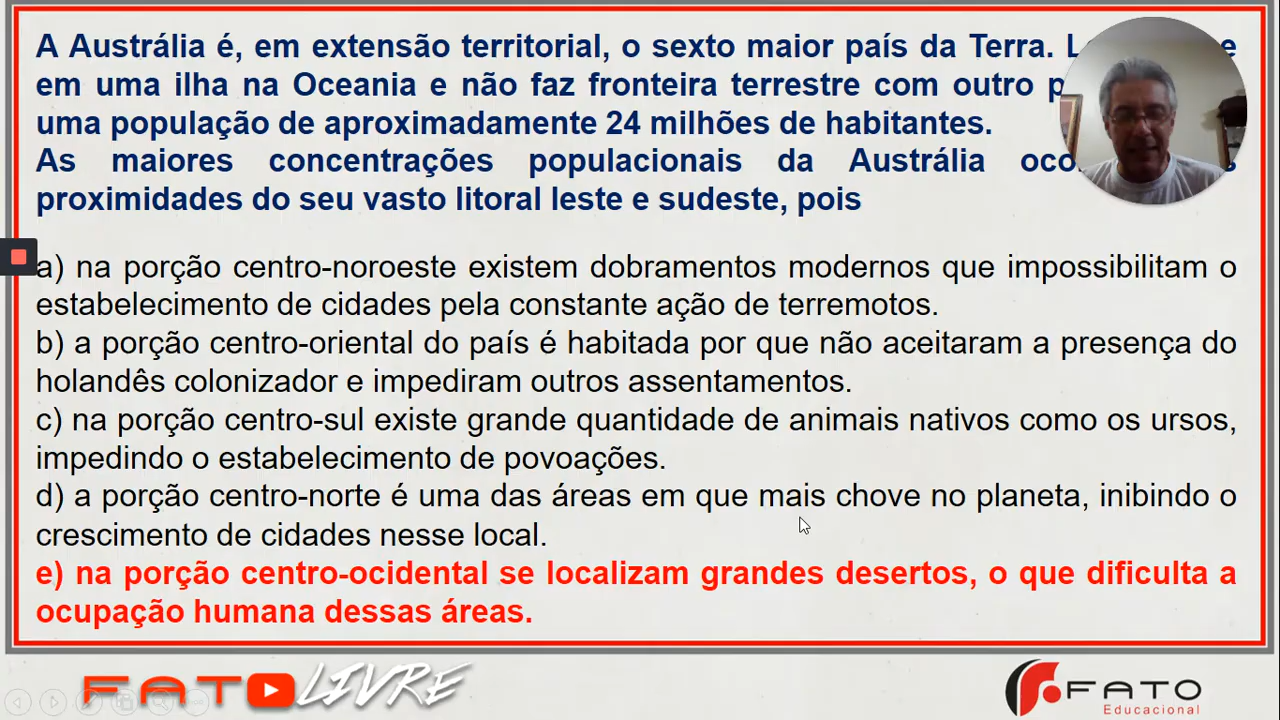 A Austrália é, em extensão territorial, o sexto maior país da Terra.
em uma ilha na Oceania e não faz fronteira terrestre com outro
uma população de aproximadamente 24 milhões de habitantes.
As maiores concentrações populacionais da Austrália
proximidades do seu vasto litoral leste e sudeste, pois
a) na porção centro-noroeste existem dobramentos modernos que impossibilitam o
estabelecimento de cidades pela constante ação de terremotos.
b) a porção centro-oriental do país é habitada por que não aceitaram a presença do
holandês colonizador e impediram outros assentamentos.
c) na porção centro-sul existe grande quantidade de animais nativos como os ursos,
impedindo o estabelecimento de povoações.
d) a porção centro-norte é uma das áreas em que mais chove no planeta, inibindo o
crescimento de cidades nesse local.
e) na porção centro-ocidental se localizam grandes desertos, o que dificulta a
ocupação humana dessas áreas.
FATO LIVRE
FATO
Educacional